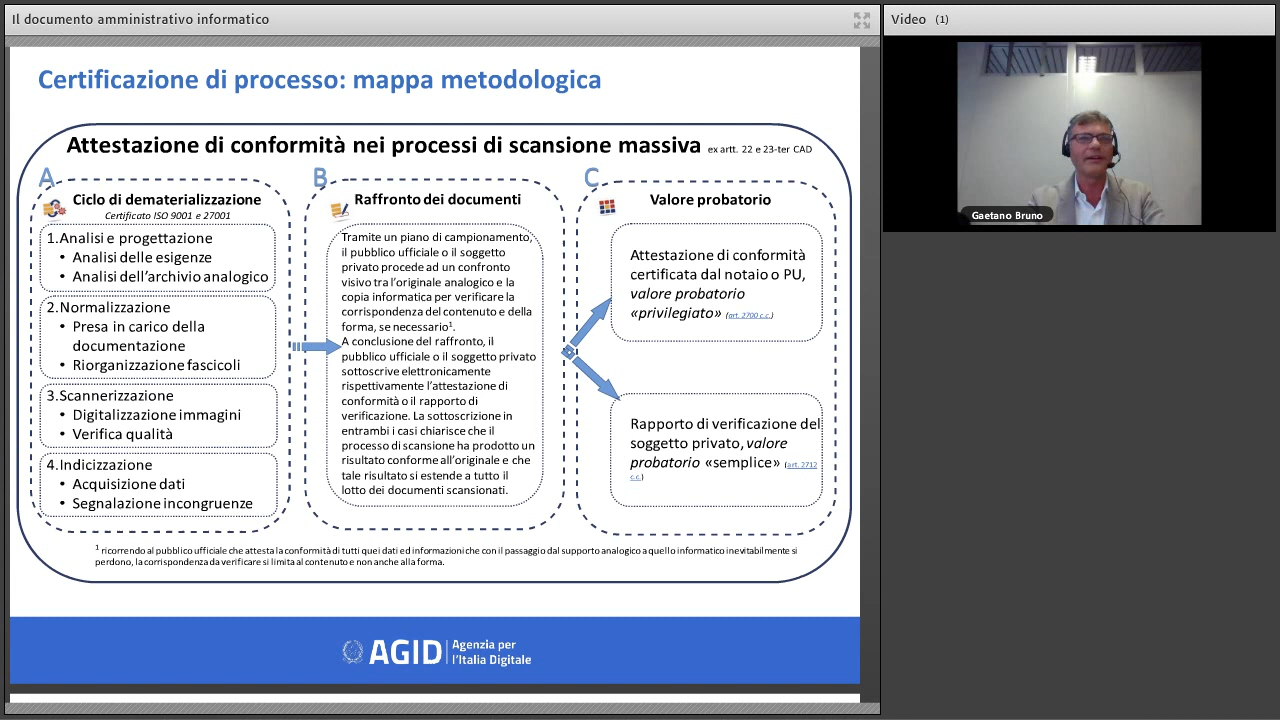 Il documento amministrativo informatico
Video (1)
Gaetano Bruno
Certificazione di processo: mappa metodologica
Attestazione di conformità nei processi di scansione massiva ex artt. 22 e 23-ter CAD
A
Ciclo di dematerializzazione
Certificato ISO 9001 e 27001
1.Analisi e progettazione
• Analisi delle esigenze
• Analisi dell'archivio analogico
2.Normalizzazione
• Presa in carico della
documentazione
• Riorganizzazione fascicoli
3.Scannerizzazione
• Digitalizzazione immagini
• Verifica qualità
4.Indicizzazione
• Acquisizione dati
• Segnalazione incongruenze
B
Raffronto dei documenti
Tramite un piano di campionamento,
il pubblico ufficiale o il soggetto
privato procede ad un confronto
visivo tra l'originale analogico e la
copia informatica per verificare la
corrispondenza del contenuto e della
forma, se necessario¹.
A conclusione del raffronto, il
pubblico ufficiale o il soggetto privato
sottoscrive elettronicamente
rispettivamente l'attestazione di
conformità o il rapporto di
verificazione. La sottoscrizione in
entrambi i casi chiarisce che il
processo di scansione ha prodotto un
risultato conforme all'originale e che
tale risultato si estende a tutto il
lotto dei documenti scansionati.
C
Valore probatorio
Attestazione di conformità
certificata dal notaio o PU,
valore probatorio
«privilegiato» (art. 2700 c.c.)
Rapporto di verificazione del
soggetto privato, valore
probatorio «semplice» (art. 2712
c.c.)
¹ ricorrendo al pubblico ufficiale che attesta la conformità di tutti quei dati ed informazioni che con il passaggio dal supporto analogico a quello informatico inevitabilmente si
perdono, la corrispondenza da verificare si limita al contenuto e non anche alla forma.
AGID
Agenzia per
l'Italia Digitale